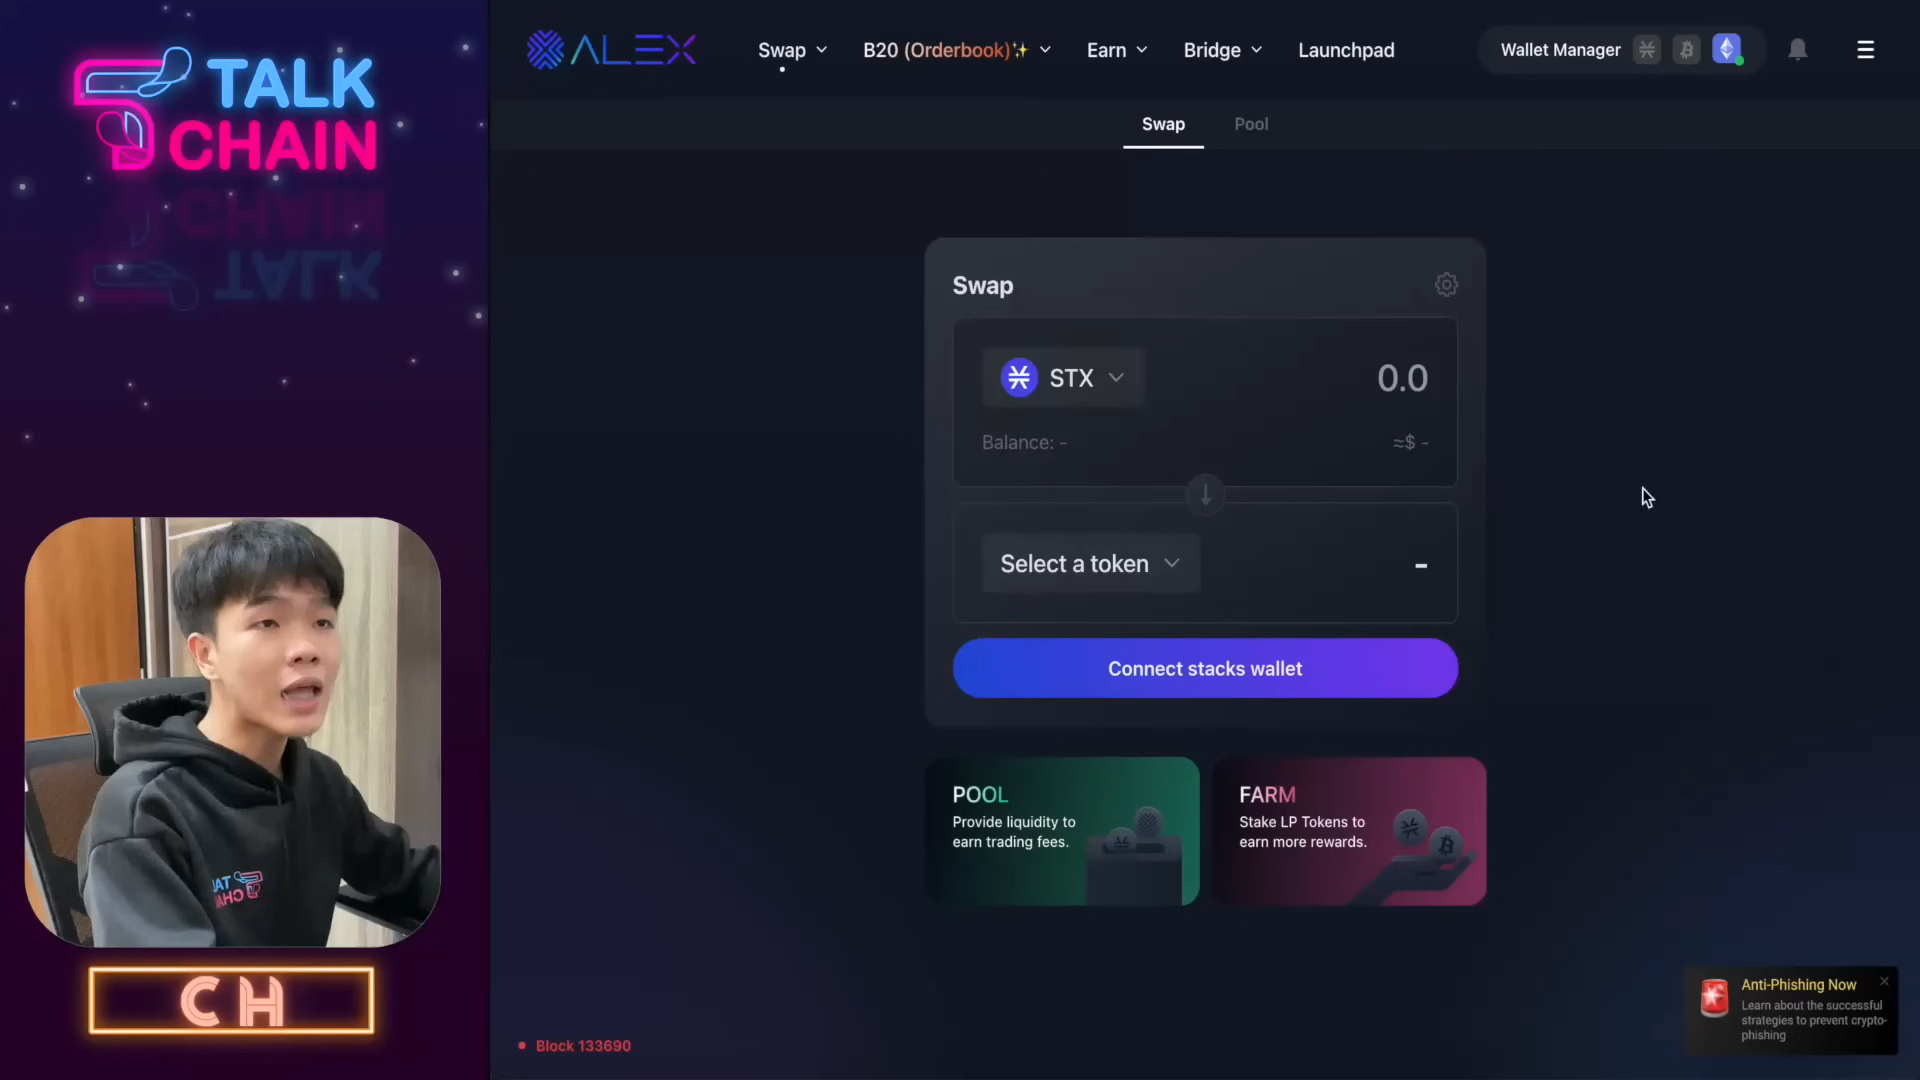 TALK
CHAIN
ALEX
Swap
B20 (Orderbook)✨
Earn
Bridge
Launchpad
Wallet Manager
Swap
Pool
Swap
STX
0.0
Balance: -
≈$ -
Select a token
-
Connect stacks wallet
POOL
Provide liquidity to
earn trading fees.
FARM
Stake LP Tokens to
earn more rewards.
CH
Block 133690
Anti-Phishing Now
Learn about the successful
strategies to prevent crypto-
phishing